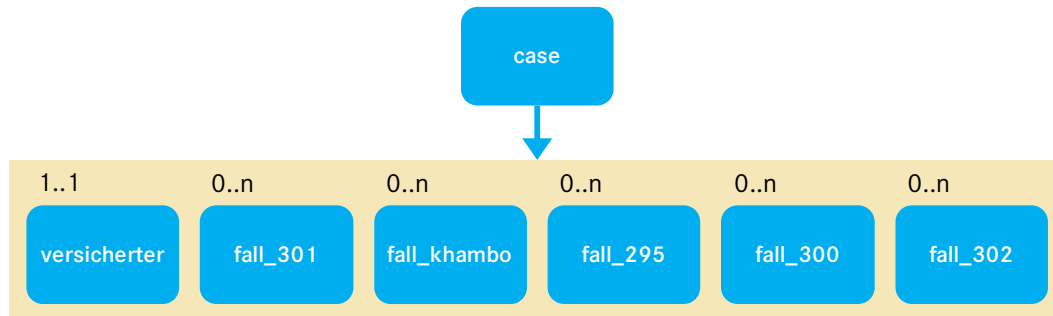 case
1..1 0..n 0..n 0..n 0..n 0..n
versicherter fall_301 fall_khambo fall_295 fall_300 fall_302